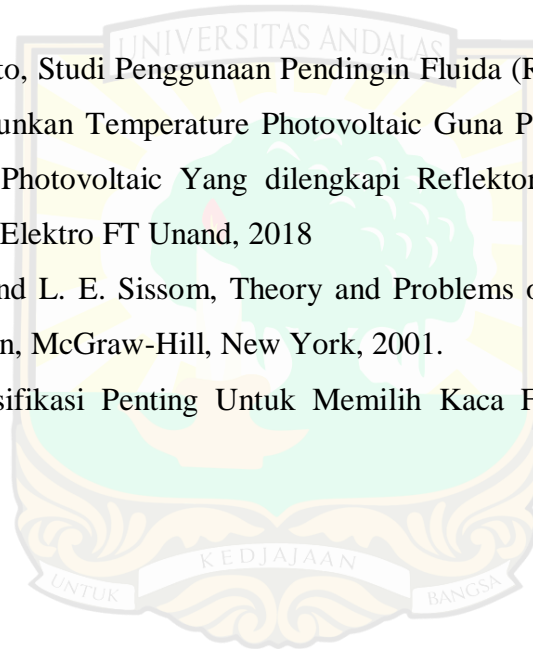 UNIVERSITAS ANDALAS
to, Studi Penggunaan Pendingin Fluida (R
unkan Temperature Photovoltaic Guna P
Photovoltaic Yang dilengkapi Reflektor
Elektro FT Unand, 2018
nd L. E. Sissom, Theory and Problems o
n, McGraw-Hill, New York, 2001.
sifikasi Penting Untuk Memilih Kaca F
UNTUK KEDJAJAAN BANGSA